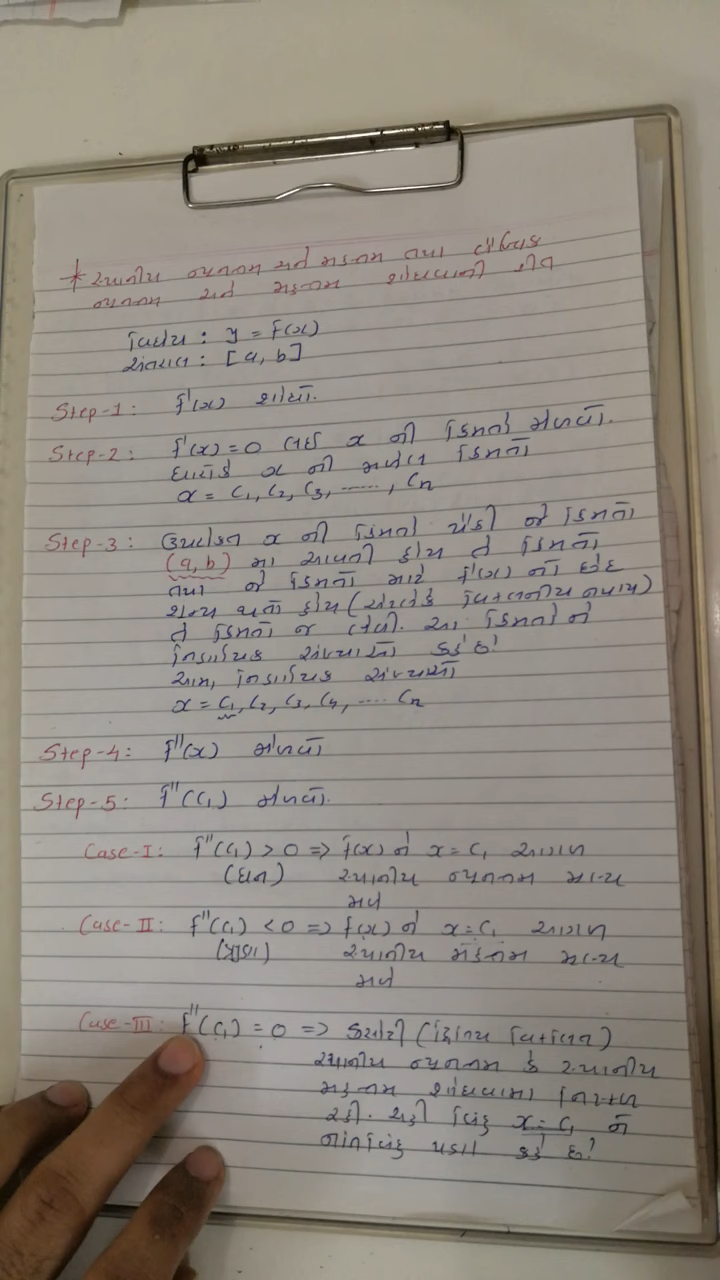 * સ્થાનીય ન્યુનતમ અને મહત્તમ તથા વૈશ્વિક
ન્યુનતમ અને મહત્તમ શોધવાની રીત
વિધેય : y = f(x)
અંતરાલ : [a, b]
Step-1: f'(x) શોધો.
Step-2: f'(x) = 0 લઈ x ની કિંમતો મેળવો.
ધારોકે x ની મળેલ કિંમતો
x = C₁, C₂, C₃, ......, Cn
Step-3: ઉપરોક્ત x ની કિંમતો પૈકી જે કિંમતો
(a, b) માં આવતી હોય તે કિંમતો
તથા જે કિંમતો માટે f'(x) નો છેદ
શૂન્ય થતો હોય (એટલેકે વિકલનીય ન થાય)
તે કિંમતો જ લેવી. આ કિંમતો ને
નિર્ણાયક સંખ્યાઓ કહે છે!
આમ, નિર્ણાયક સંખ્યાઓ
x = C₁, C₂, C₃, C₄, .... Cn
Step-4: f''(x) મેળવો
Step-5: f''(C₁) મેળવો.
Case-I: f''(C₁) > 0 => f(x) ને x = C₁ આગળ
(ધન) સ્થાનીય ન્યુનતમ મૂલ્ય
મળે
Case-II: f''(C₁) < 0 => f(x) ને x = C₁ આગળ
(ઋણ) સ્થાનીય મહત્તમ મૂલ્ય
મળે
Case-III: f''(C₁) = 0 => કસોટી (દ્વિતીય વિકલન)
સ્થાનીય ન્યુનતમ કે સ્થાનીય
મહત્તમ શોધવામાં નિષ્ફળ
રહી. અહી બિંદુ x = C₁ ને
નતિબિંદુ પણ કહે છે!